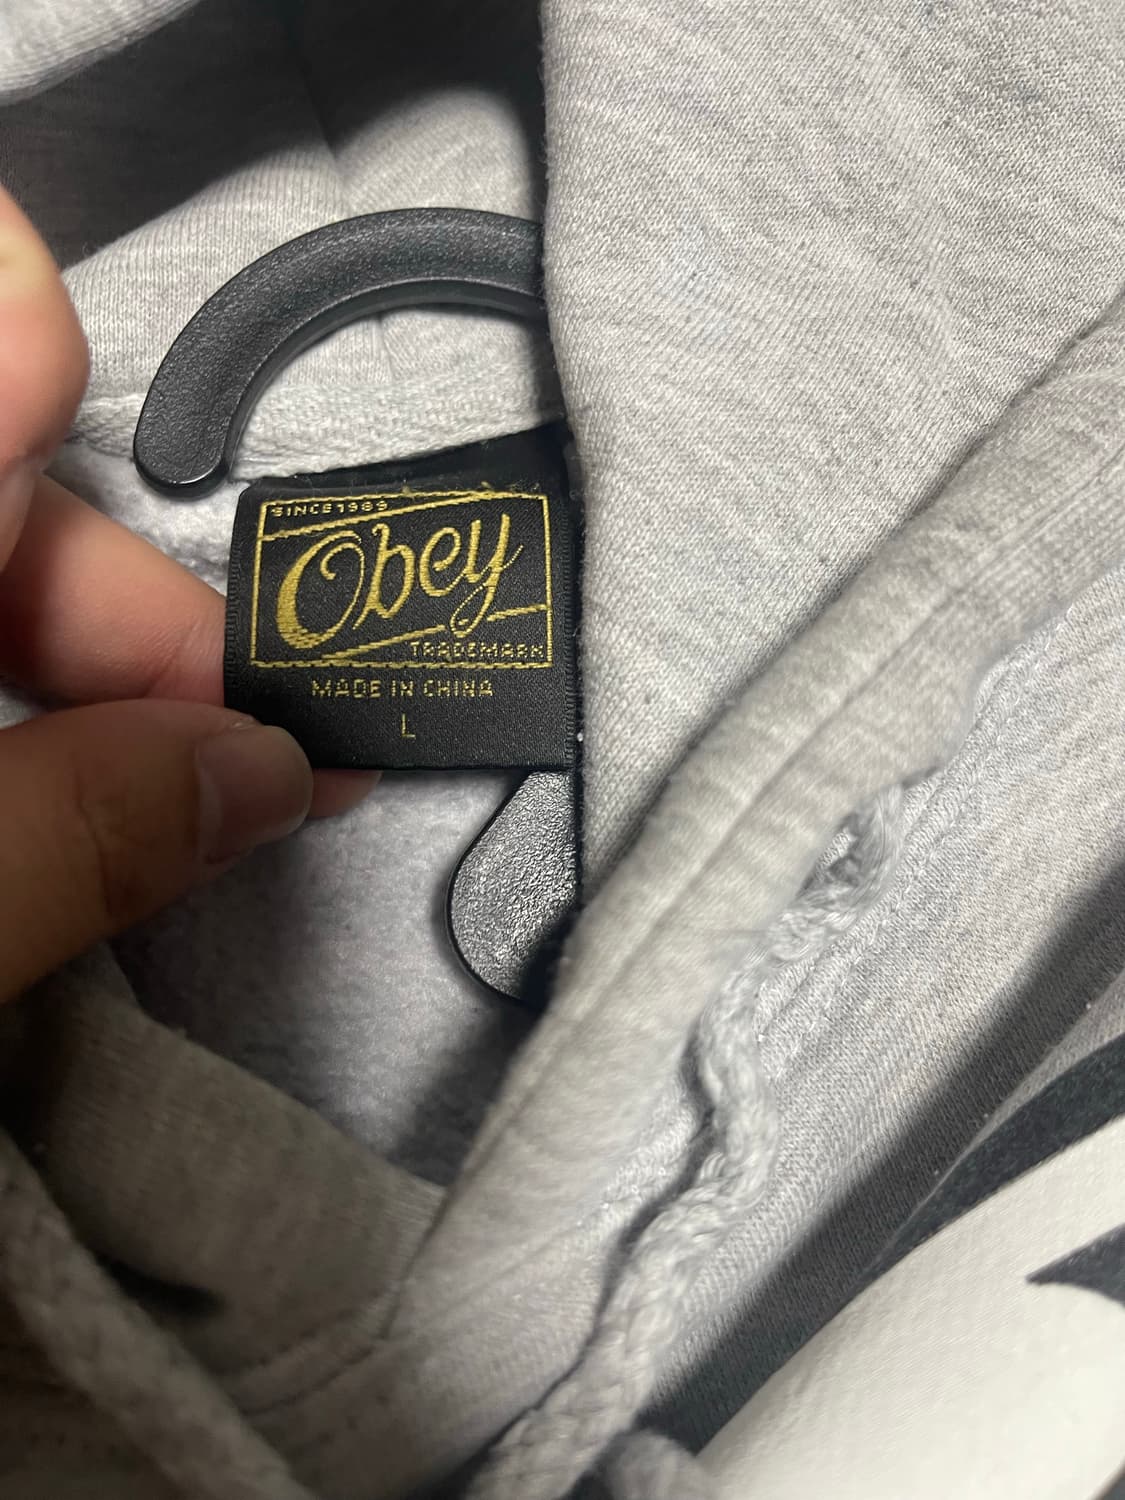 SINCE 1989
Obey
TRADEMARK
MADE IN CHINA
L